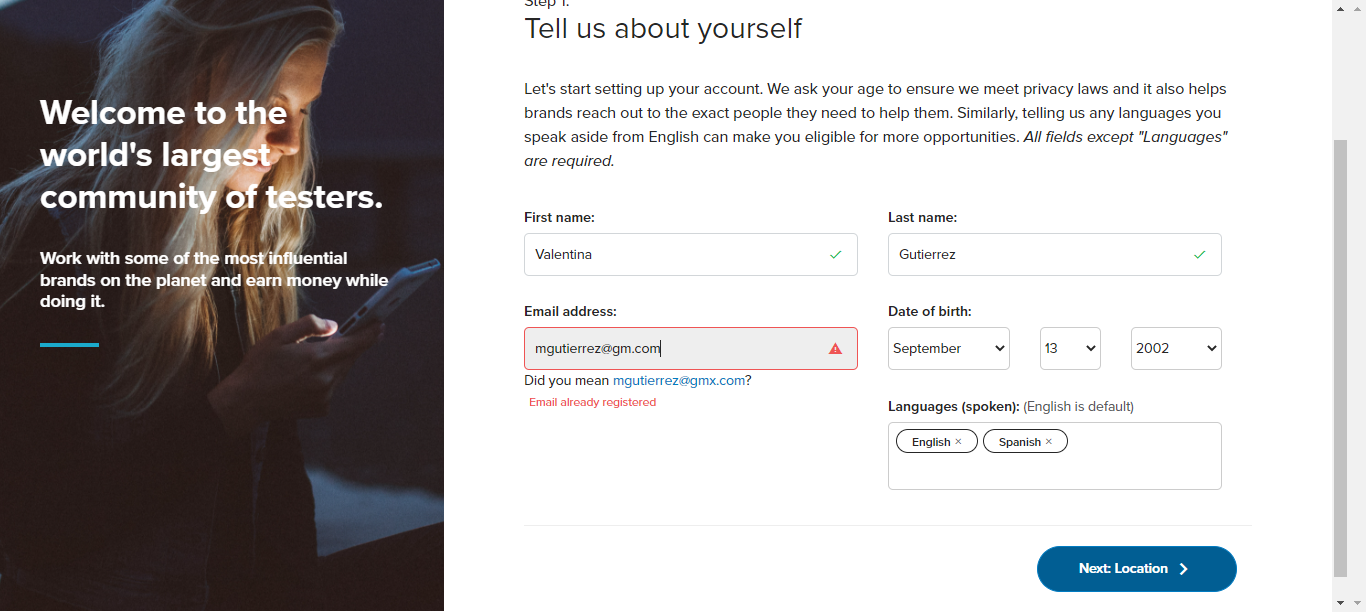 Welcome to the
world's largest
community of testers.
Work with some of the most influential
brands on the planet and earn money while
doing it.
Step 1:
Tell us about yourself
Let's start setting up your account. We ask your age to ensure we meet privacy laws and it also helps
brands reach out to the exact people they need to help them. Similarly, telling us any languages you
speak aside from English can make you eligible for more opportunities. All fields except "Languages"
are required.
First name:
Last name:
Valentina
Gutierrez
Email address:
Date of birth:
mgutierrez@gm.com
September
13
2002
Did you mean mgutierrez@gmx.com?
Email already registered
Languages (spoken): (English is default)
English ×
Spanish ×
Next: Location